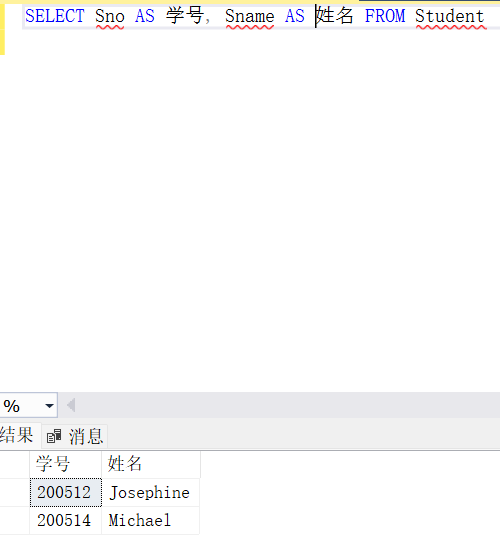 SELECT Sno AS 学号, Sname AS 姓名 FROM Student
%
结果 消息
学号 姓名
200512 Josephine
200514 Michael